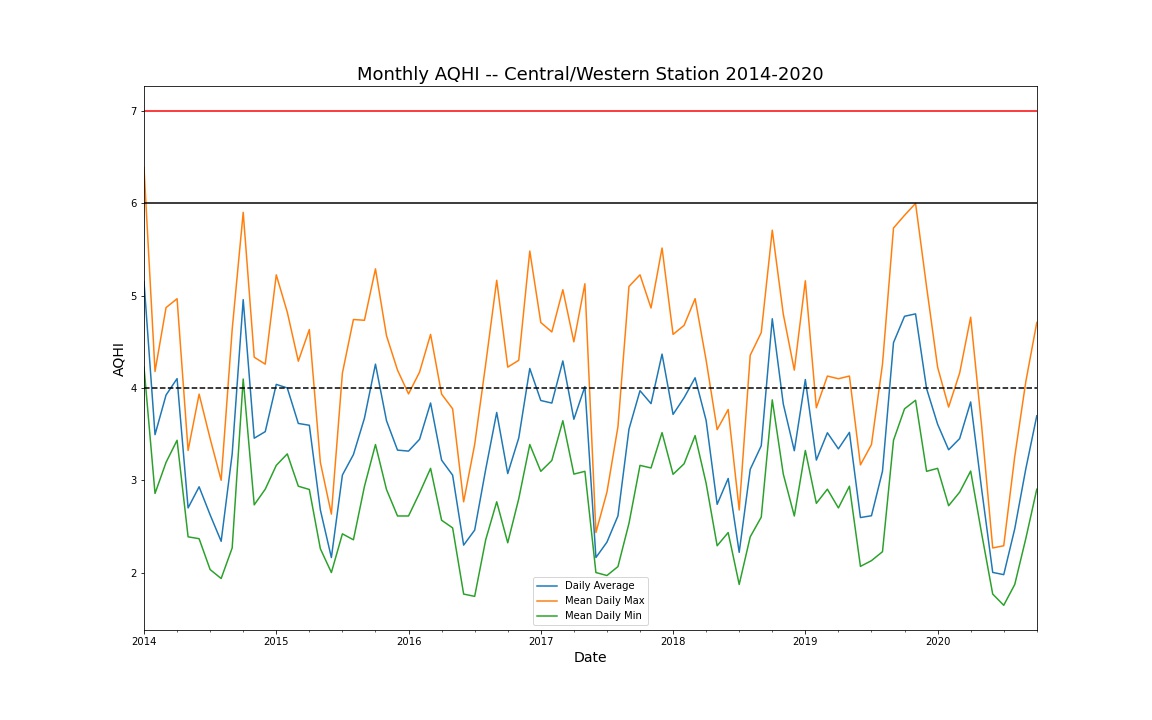 Monthly AQHI -- Central/Western Station 2014-2020
7
6
5
4
3
2
AQHI
Daily Average
Mean Daily Max
Mean Daily Min
2014 2015 2016 2017 2018 2019 2020
Date